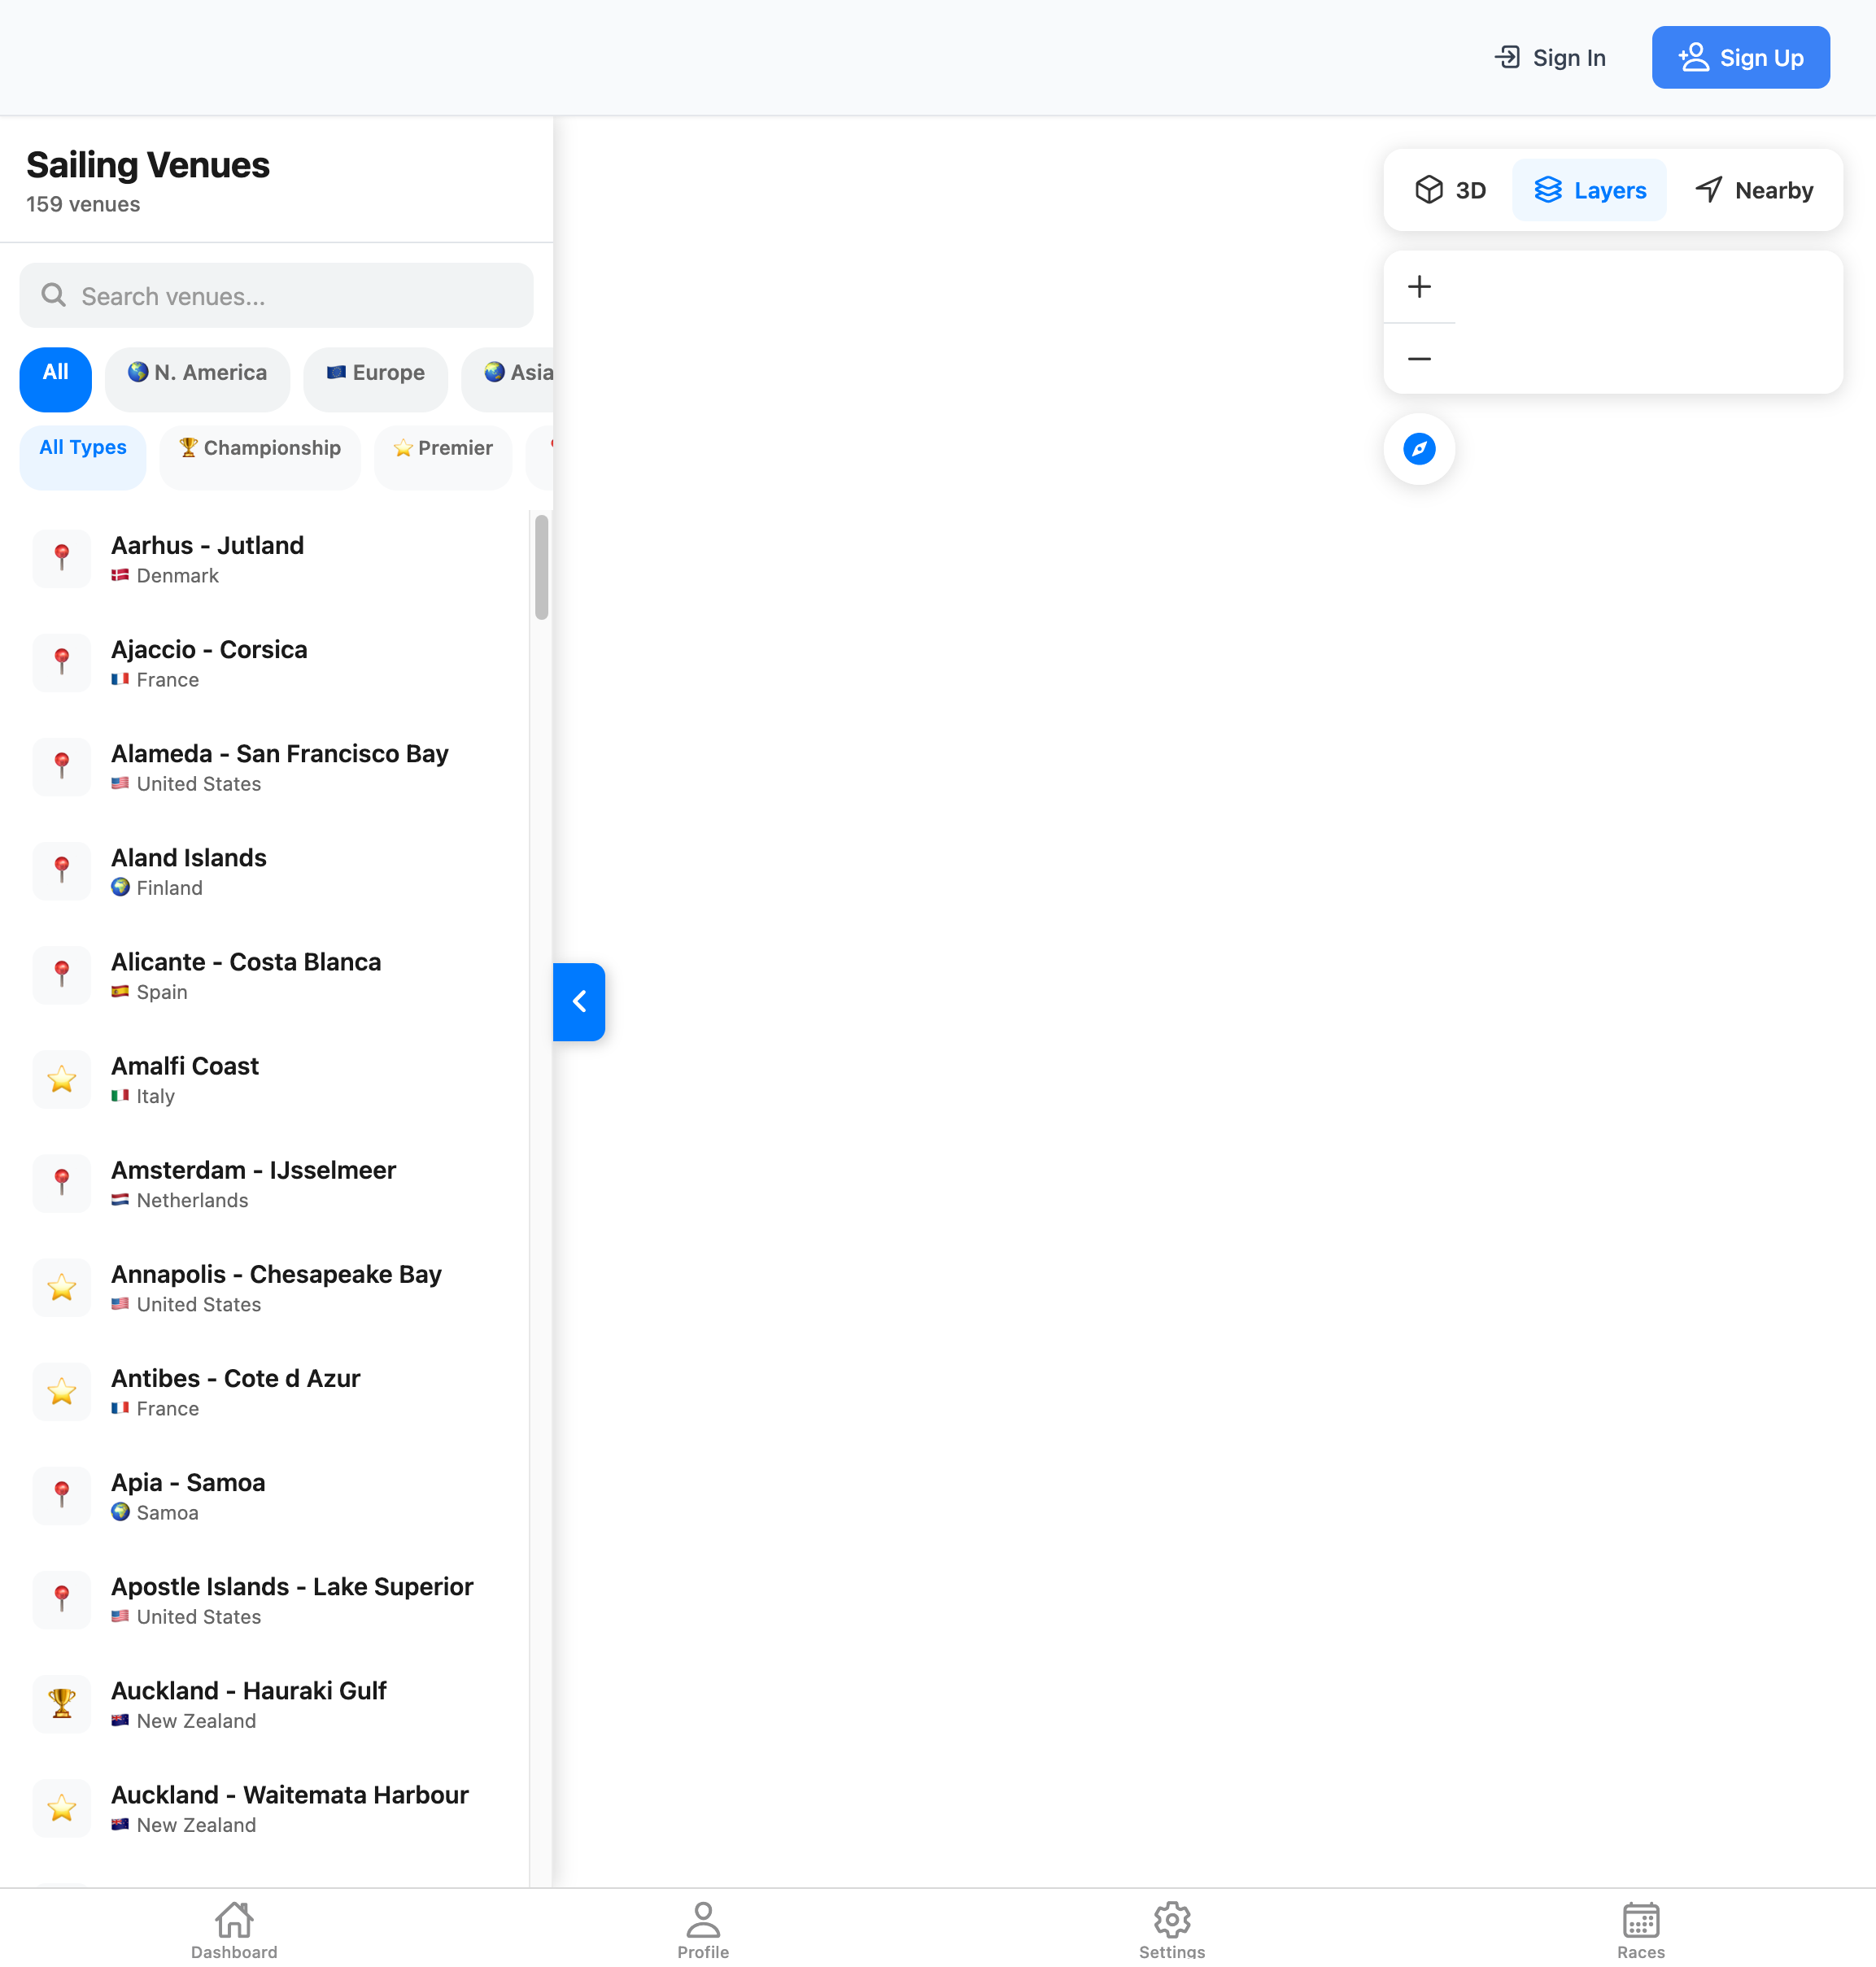 Sign In
Sign Up
Sailing Venues
159 venues
3D
Layers
Nearby
Search venues...
All
N. America
Europe
Asia
All Types
Championship
Premier
Aarhus - Jutland
Denmark
Ajaccio - Corsica
France
Alameda - San Francisco Bay
United States
Aland Islands
Finland
Alicante - Costa Blanca
Spain
Amalfi Coast
Italy
Amsterdam - IJsselmeer
Netherlands
Annapolis - Chesapeake Bay
United States
Antibes - Cote d Azur
France
Apia - Samoa
Samoa
Apostle Islands - Lake Superior
United States
Auckland - Hauraki Gulf
New Zealand
Auckland - Waitemata Harbour
New Zealand
Dashboard
Profile
Settings
Races